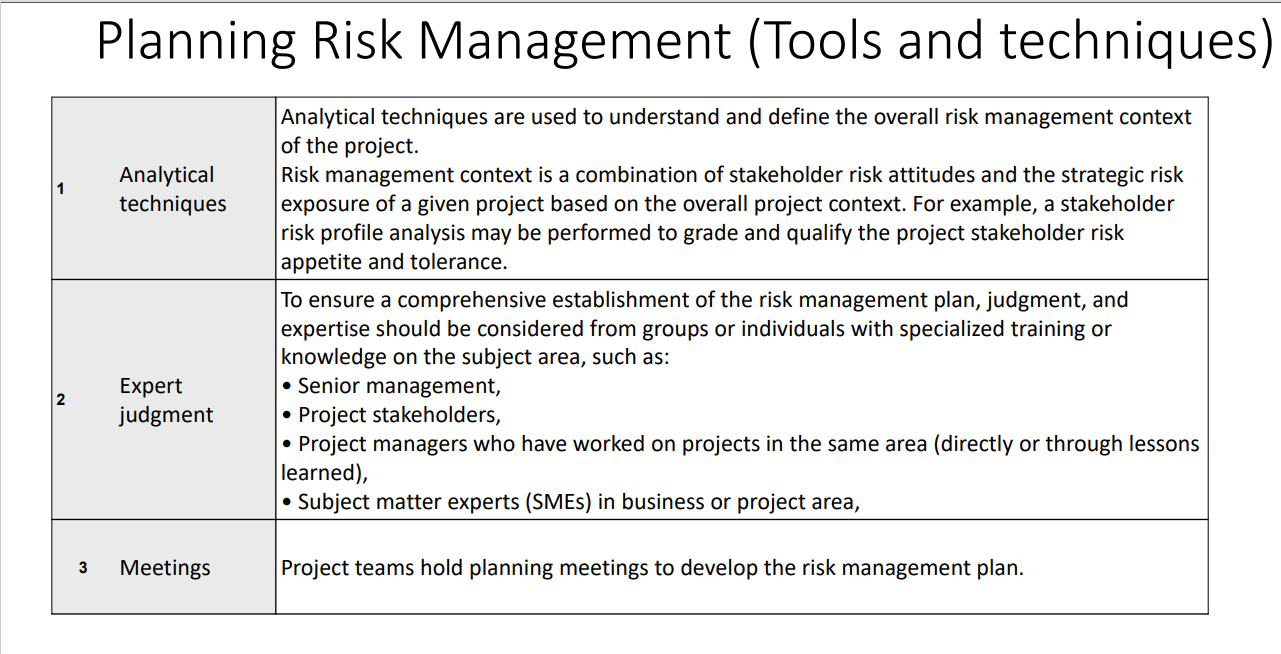 Planning Risk Management (Tools and techniques)
1
Analytical
techniques
Analytical techniques are used to understand and define the overall risk management context
of the project.
Risk management context is a combination of stakeholder risk attitudes and the strategic risk
exposure of a given project based on the overall project context. For example, a stakeholder
risk profile analysis may be performed to grade and qualify the project stakeholder risk
appetite and tolerance.
2
Expert
judgment
To ensure a comprehensive establishment of the risk management plan, judgment, and
expertise should be considered from groups or individuals with specialized training or
knowledge on the subject area, such as:
• Senior management,
• Project stakeholders,
• Project managers who have worked on projects in the same area (directly or through lessons
learned),
• Subject matter experts (SMEs) in business or project area,
3
Meetings
Project teams hold planning meetings to develop the risk management plan.